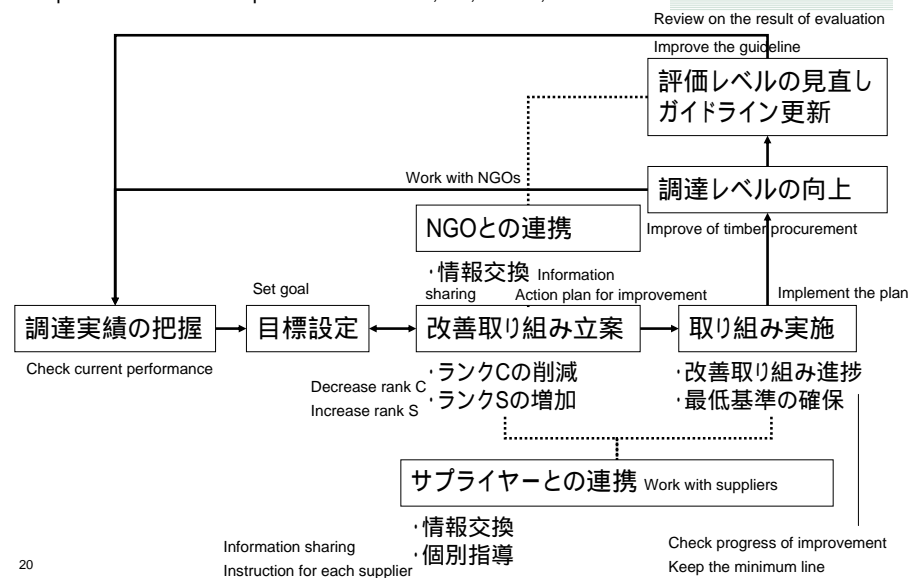 Review on the result of evaluation
Improve the guideline
評価レベルの見直し
ガイドライン更新
Work with NGOs
調達レベルの向上
Improve of timber procurement
NGOとの連携
・情報交換 Information
sharing
Set goal
Action plan for improvement
Implement the plan
調達実績の把握
目標設定
改善取り組み立案
取り組み実施
Check current performance
Decrease rank C
Increase rank S
・ランクCの削減
・ランクSの増加
・改善取り組み進捗
・最低基準の確保
サプライヤーとの連携 Work with suppliers
・情報交換
・個別指導
Information sharing
Instruction for each supplier
Check progress of improvement
Keep the minimum line
20